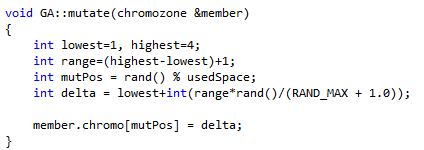 void GA::mutate(chromozone &member)
{
int lowest=1, highest=4;
int range=(highest-lowest)+1;
int mutPos = rand() % usedSpace;
int delta = lowest+int(range*rand()/(RAND_MAX + 1.0));
member.chromo[mutPos] = delta;
}